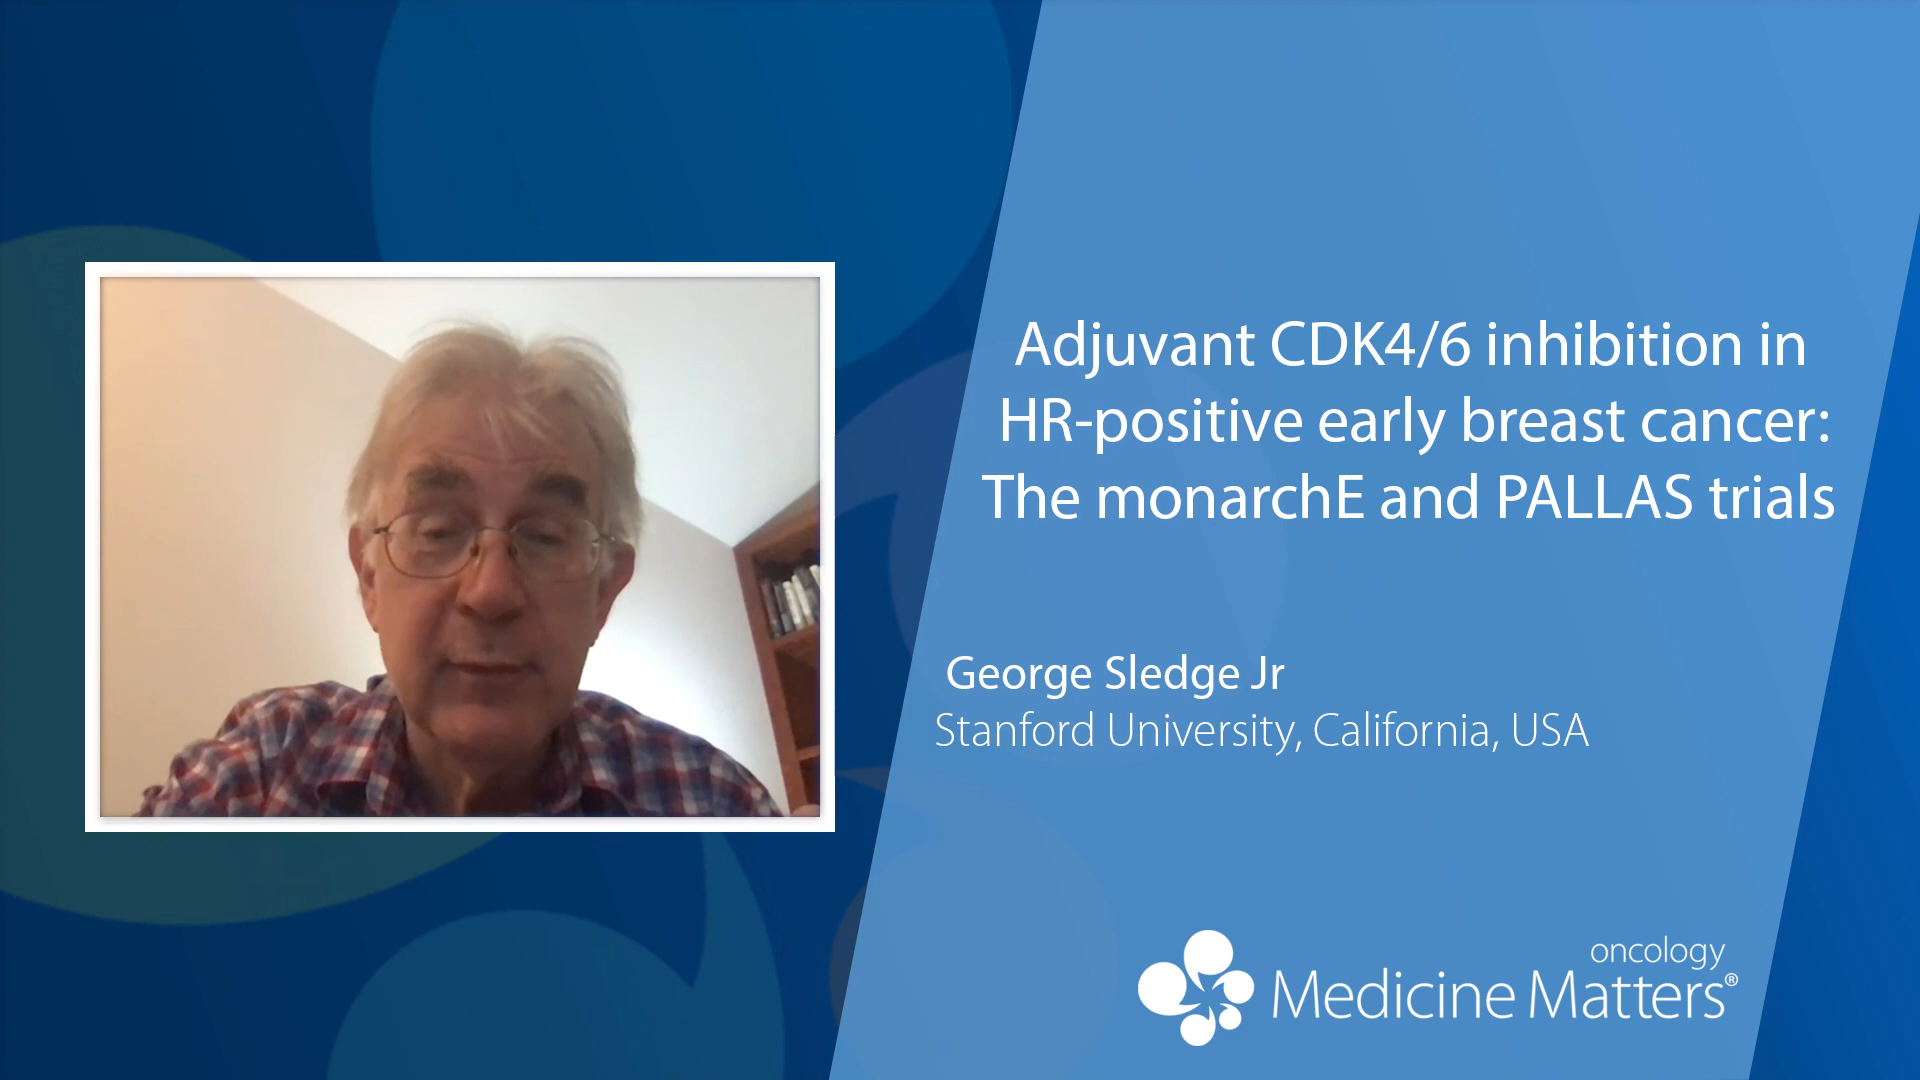 Adjuvant CDK4/6 inhibition in
HR-positive early breast cancer:
The monarchE and PALLAS trials
George Sledge Jr
Stanford University, California, USA
oncology
Medicine Matters®